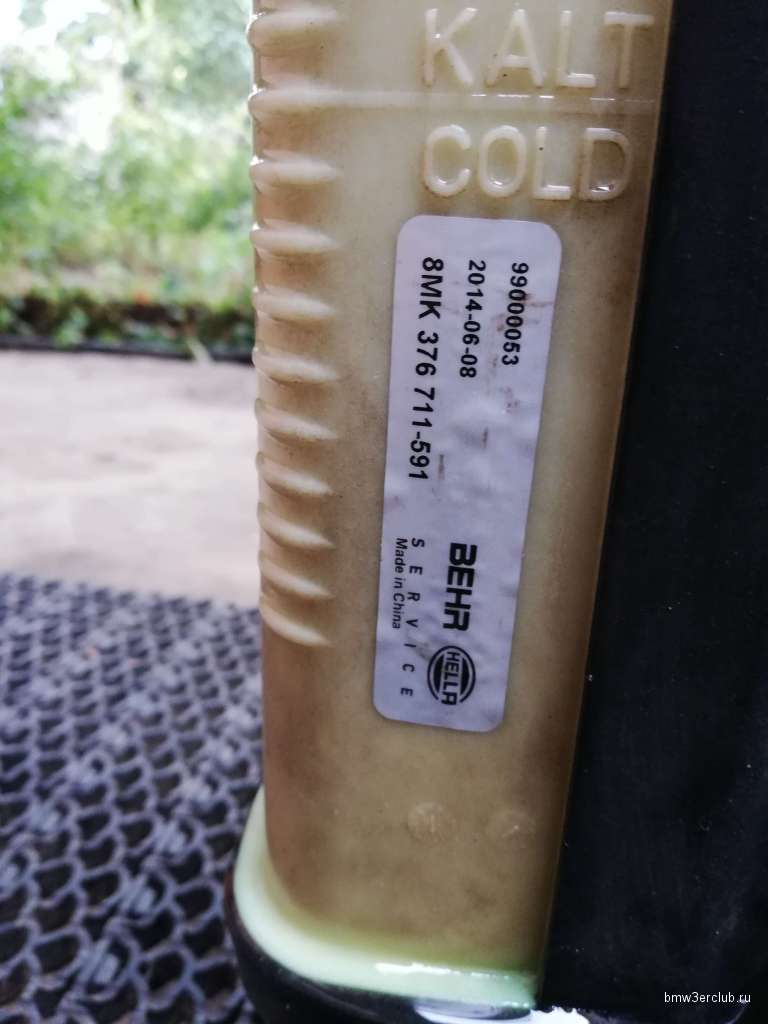 KALT
COLD
99000053
2014-06-08
8MK 376 711-591
BEHR
HELLA
SERVICE
Made in China
bmw3erclub.ru